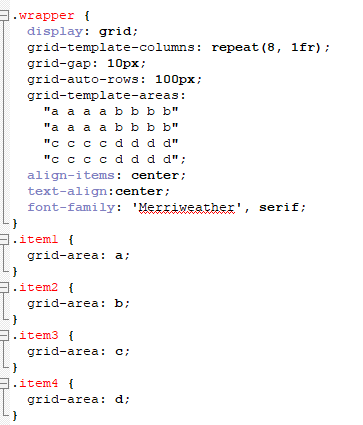 .wrapper {
display: grid;
grid-template-columns: repeat(8, 1fr);
grid-gap: 10px;
grid-auto-rows: 100px;
grid-template-areas:
"a a a a b b b b"
"a a a a b b b b"
"c c c c d d d d"
"c c c c d d d d";
align-items: center;
text-align:center;
font-family: 'Merriweather', serif;
}
.item1 {
grid-area: a;
}
.item2 {
grid-area: b;
}
.item3 {
grid-area: c;
}
.item4 {
grid-area: d;
}